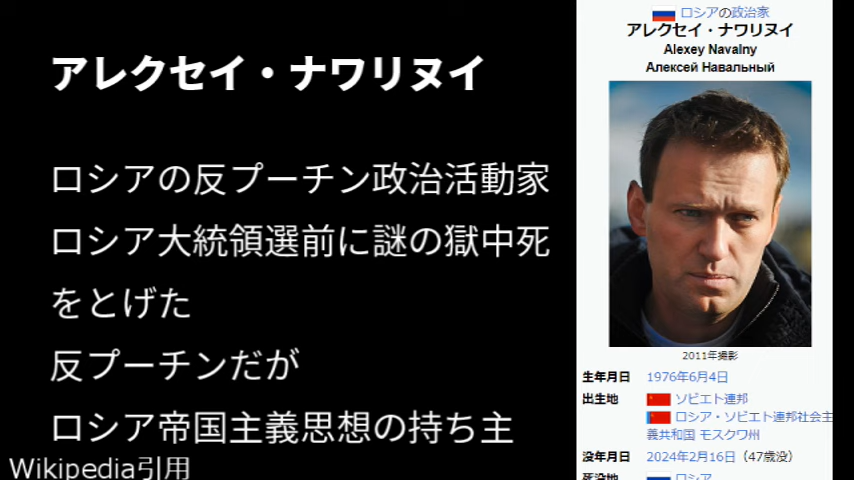 アレクセイ・ナワリヌイ
ロシアの反プーチン政治活動家
ロシア大統領選前に謎の獄中死
をとげた
反プーチンだが
ロシア帝国主義思想の持ち主
Wikipedia引用
ロシアの政治家
アレクセイ・ナワリヌイ
Alexey Navalny
Алексей Навальный
2011年撮影
生年月日 1976年6月4日
出生地 ソビエト連邦
ロシア・ソビエト連邦社会主
義共和国 モスクワ州
没年月日 2024年2月16日（47歳没）
死没地 ロシア